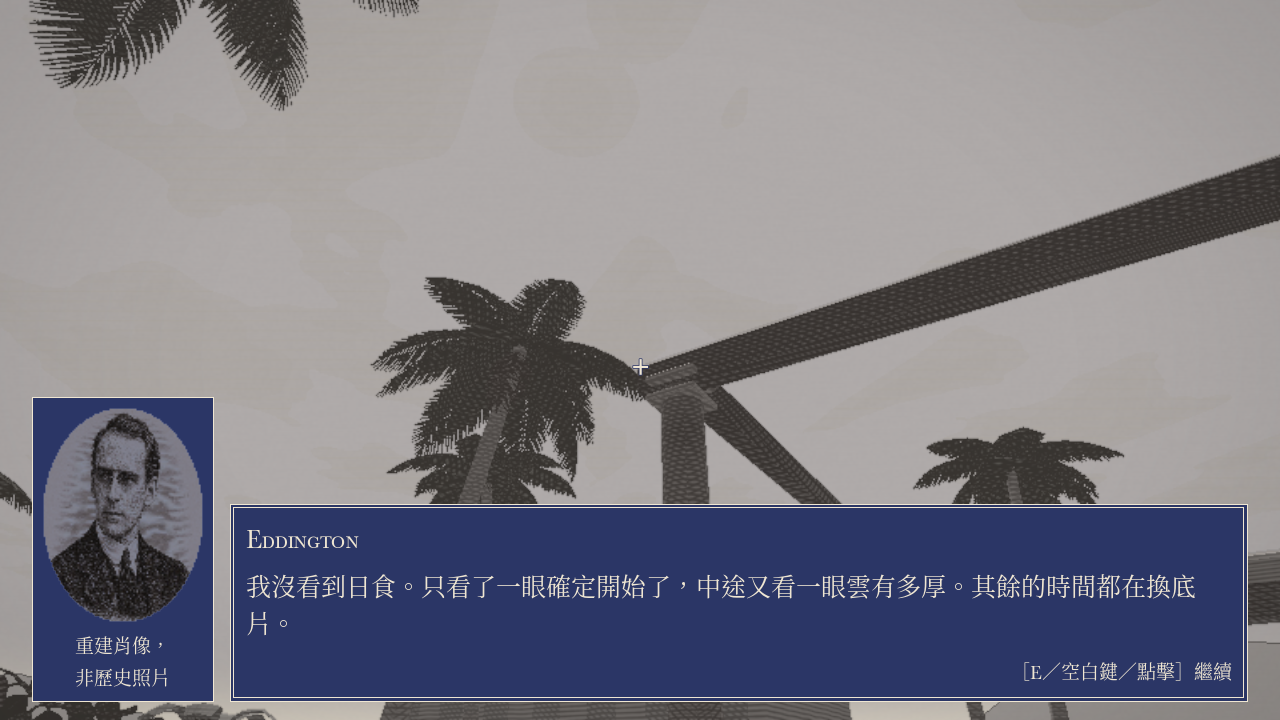 Eddington
我沒看到日食。只看了一眼確定開始了，中途又看一眼雲有多厚。其餘的時間都在換底
片。
[E／空白鍵／點擊] 繼續
重建肖像，
非歷史照片